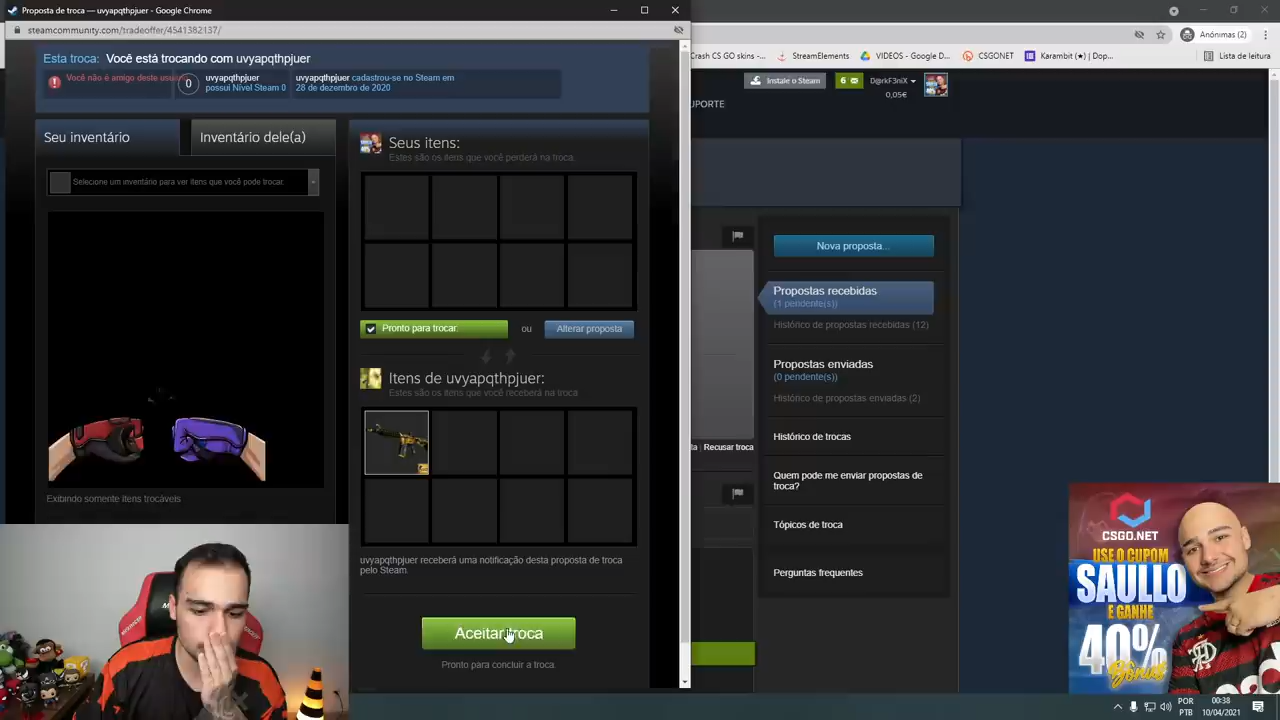 Proposta de troca — uvyapqthpjuer - Google Chrome
steamcommunity.com/tradeoffer/4541382137/
Esta troca: Você está trocando com uvyapqthpjuer
Você não é amigo deste
0
uvyapqthpjuer
possui Nível Steam 0
uvyapqthpjuer cadastrou-se no Steam em
28 de dezembro de 2020
Seu inventário
Inventário dele(a)
Selecione um inventário para ver itens que você pode trocar.
Exibindo somente itens trocáveis
Seus itens:
Estes são os itens que você perderá na troca.
Pronto para trocar.
ou
Alterar proposta
Itens de uvyapqthpjuer:
Estes são os itens que você receberá na troca
uvyapqthpjuer receberá uma notificação desta proposta de troca
pelo Steam.
Aceitar troca
Pronto para concluir a troca.
Anónimas (2)
Crash CS GO skins -...
StreamElements
VIDEOS - Google D...
CSGONET
Karambit (★) | Dop...
Lista de leitura
UPORTE
Instale o Steam
6
D@rkF3niX
0,05€
Nova proposta...
Propostas recebidas
(1 pendente(s))
Histórico de propostas recebidas (12)
Propostas enviadas
(0 pendente(s))
Histórico de propostas enviadas (2)
Histórico de trocas
la | Recusar troca
Quem pode me enviar propostas de
troca?
Tópicos de troca
Perguntas frequentes
CSGO.NET
USE O CUPOM
SAULLO
E GANHE
40%
Bônus
POR
PTB
00:38
10/04/2021